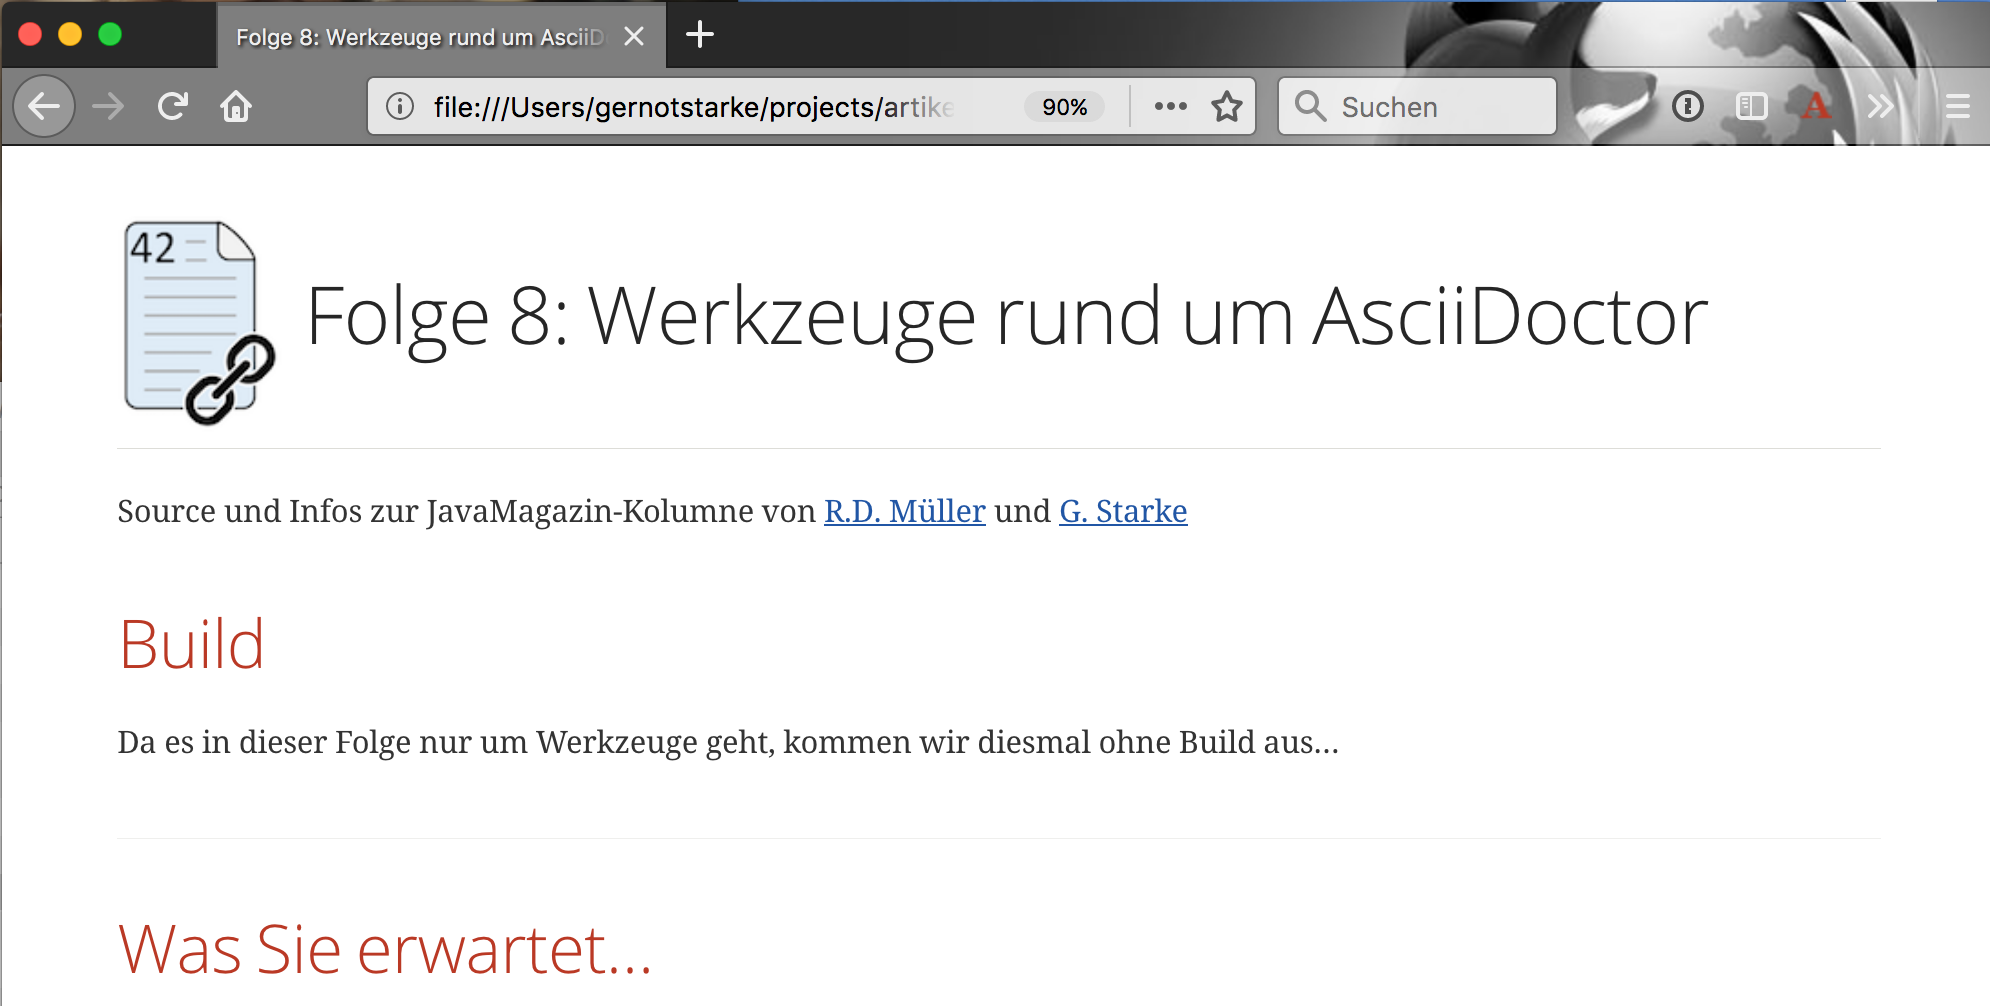 Folge 8: Werkzeuge rund um AsciiD
file:///Users/gernotstarke/projects/artike
90%
Suchen
A
42
Folge 8: Werkzeuge rund um AsciiDoctor
Source und Infos zur JavaMagazin-Kolumne von R.D. Müller und G. Starke
Build
Da es in dieser Folge nur um Werkzeuge geht, kommen wir diesmal ohne Build aus…
Was Sie erwartet…